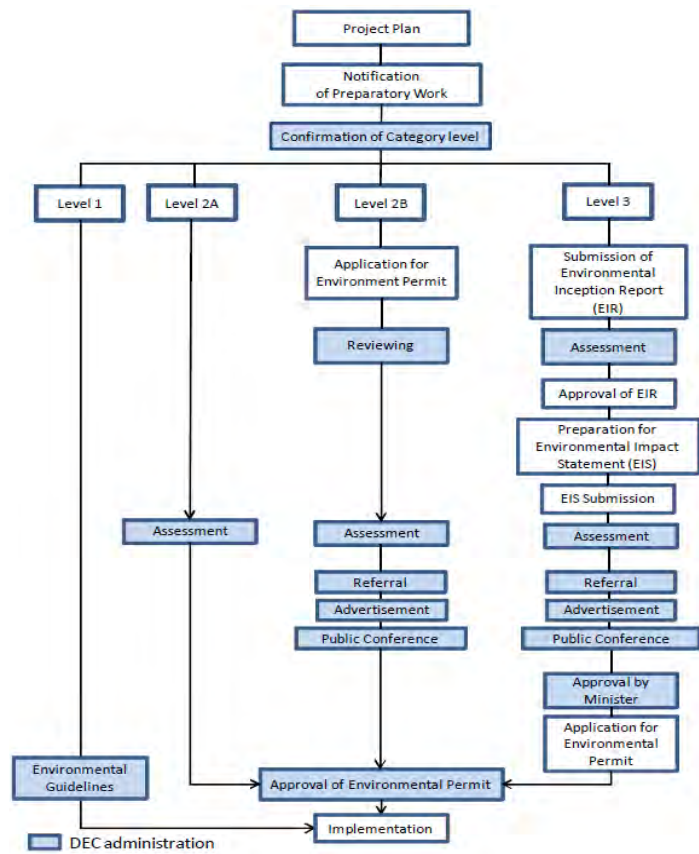 Project Plan
Notification
of Preparatory Work
Confirmation of Category level
Level 1
Level 2A
Level 2B
Level 3
Application for
Environment Permit
Submission of
Environmental
Inception Report
(EIR)
Reviewing
Assessment
Approval of EIR
Preparation for
Environmental Impact
Statement (EIS)
EIS Submission
Assessment
Assessment
Assessment
Referral
Referral
Advertisement
Advertisement
Public Conference
Public Conference
Approval by
Minister
Application for
Environmental
Permit
Environmental
Guidelines
Approval of Environmental Permit
Implementation
DEC administration